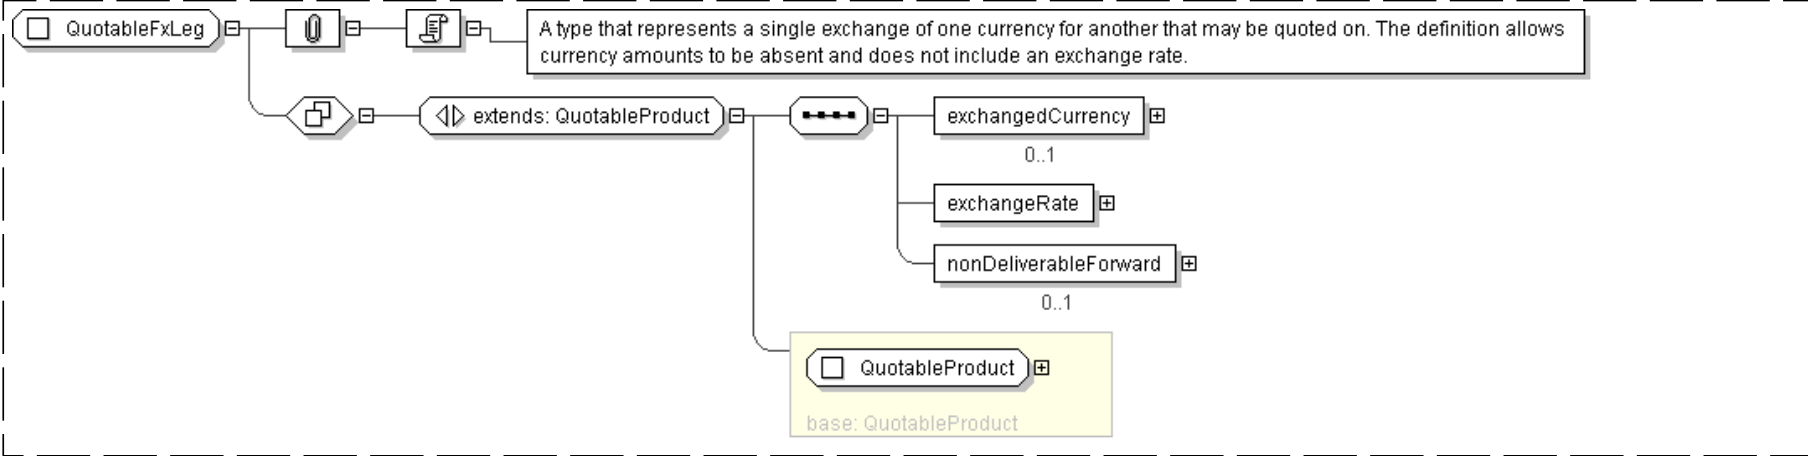 QuotableFxLeg
A type that represents a single exchange of one currency for another that may be quoted on. The definition allows
currency amounts to be absent and does not include an exchange rate.
extends: QuotableProduct
exchangedCurrency
0..1
exchangeRate
nonDeliverableForward
0..1
QuotableProduct
base: QuotableProduct